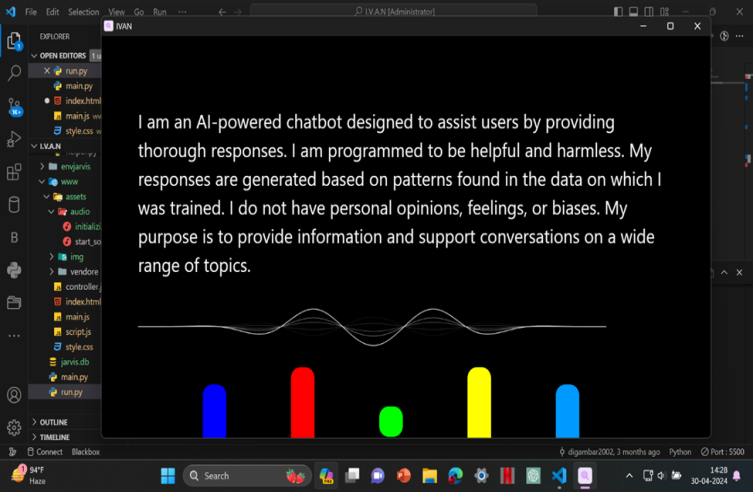 File Edit Selection View Go Run ...
I.V.A.N [Administrator]
EXPLORER
OPEN EDITORS 1 u
run.py
main.py
index.html
main.js
style.css
I.V.A.N
envjarvis
www
assets
audio
initializi
start_so
img
vendore
controller.j
index.html
main.js
script.js
style.css
jarvis.db
main.py
run.py
OUTLINE
TIMELINE
IVAN
I am an AI-powered chatbot designed to assist users by providing
thorough responses. I am programmed to be helpful and harmless. My
responses are generated based on patterns found in the data on which I
was trained. I do not have personal opinions, feelings, or biases. My
purpose is to provide information and support conversations on a wide
range of topics.
Connect Blackbox
digambar2002, 3 months ago Python Port : 5500
94°F
Haze
Search
14:28
30-04-2024